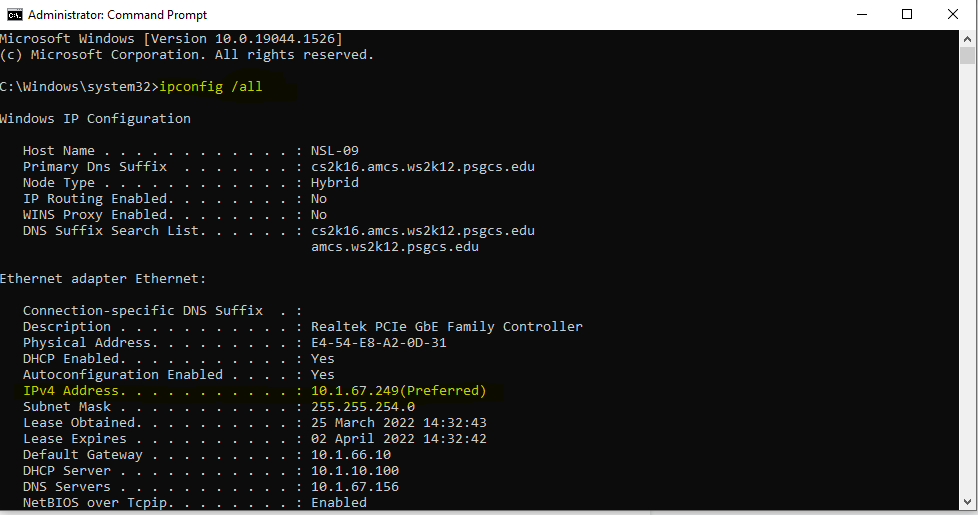 Administrator: Command Prompt
Microsoft Windows [Version 10.0.19044.1526]
(c) Microsoft Corporation. All rights reserved.
C:\Windows\system32>ipconfig /all
Windows IP Configuration
Host Name . . . . . . . . . . . . : NSL-09
Primary Dns Suffix  . . . . . . . : cs2k16.amcs.ws2k12.psgcs.edu
Node Type . . . . . . . . . . . . : Hybrid
IP Routing Enabled. . . . . . . . : No
WINS Proxy Enabled. . . . . . . . : No
DNS Suffix Search List. . . . . . : cs2k16.amcs.ws2k12.psgcs.edu
amcs.ws2k12.psgcs.edu
Ethernet adapter Ethernet:
Connection-specific DNS Suffix  . :
Description . . . . . . . . . . . : Realtek PCIe GbE Family Controller
Physical Address. . . . . . . . . : E4-54-E8-A2-0D-31
DHCP Enabled. . . . . . . . . . . : Yes
Autoconfiguration Enabled . . . . : Yes
IPv4 Address. . . . . . . . . . . : 10.1.67.249(Preferred)
Subnet Mask . . . . . . . . . . . : 255.255.254.0
Lease Obtained. . . . . . . . . . : 25 March 2022 14:32:43
Lease Expires . . . . . . . . . . : 02 April 2022 14:32:42
Default Gateway . . . . . . . . . : 10.1.66.10
DHCP Server . . . . . . . . . . . : 10.1.10.100
DNS Servers . . . . . . . . . . . : 10.1.67.156
NetBIOS over Tcpip. . . . . . . . : Enabled